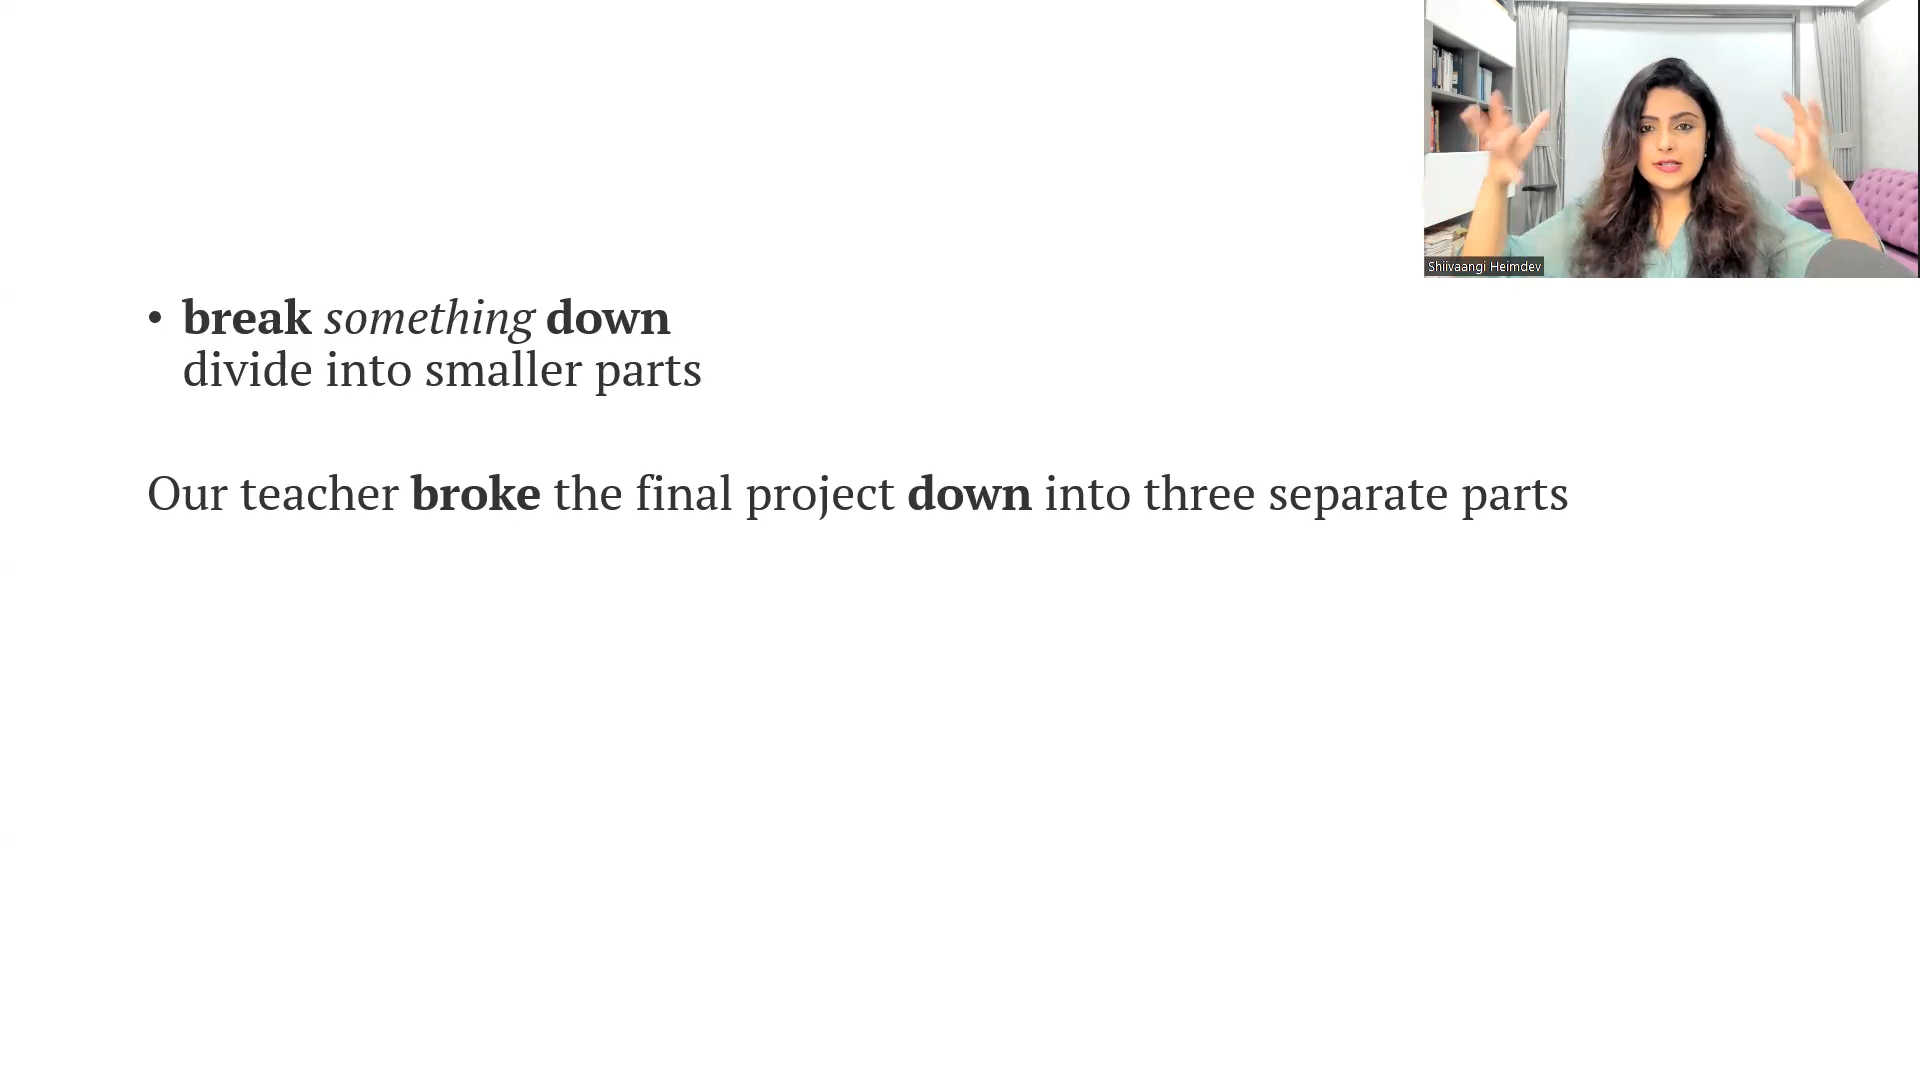 Shiivaangi Heimdev
• break something down
divide into smaller parts
Our teacher broke the final project down into three separate parts